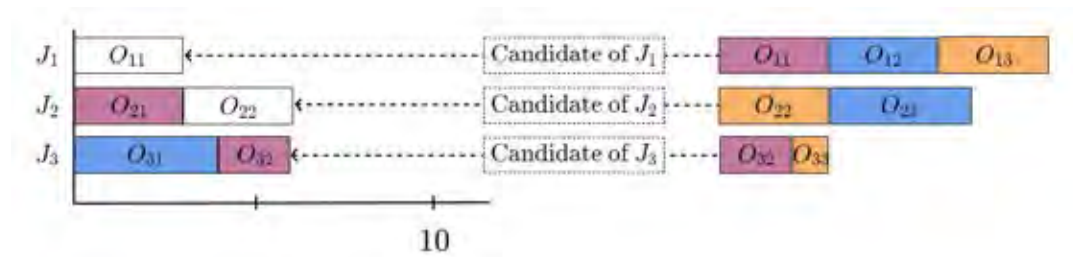 J₁ O₁₁ Candidate of J₁ O₁₁ O₁₂ O₁₃
J₂ O₂₁ O₂₂ Candidate of J₂ O₂₂ O₂₃
J₃ O₃₁ O₃₂ Candidate of J₃ O₃₂ O₃₃
10